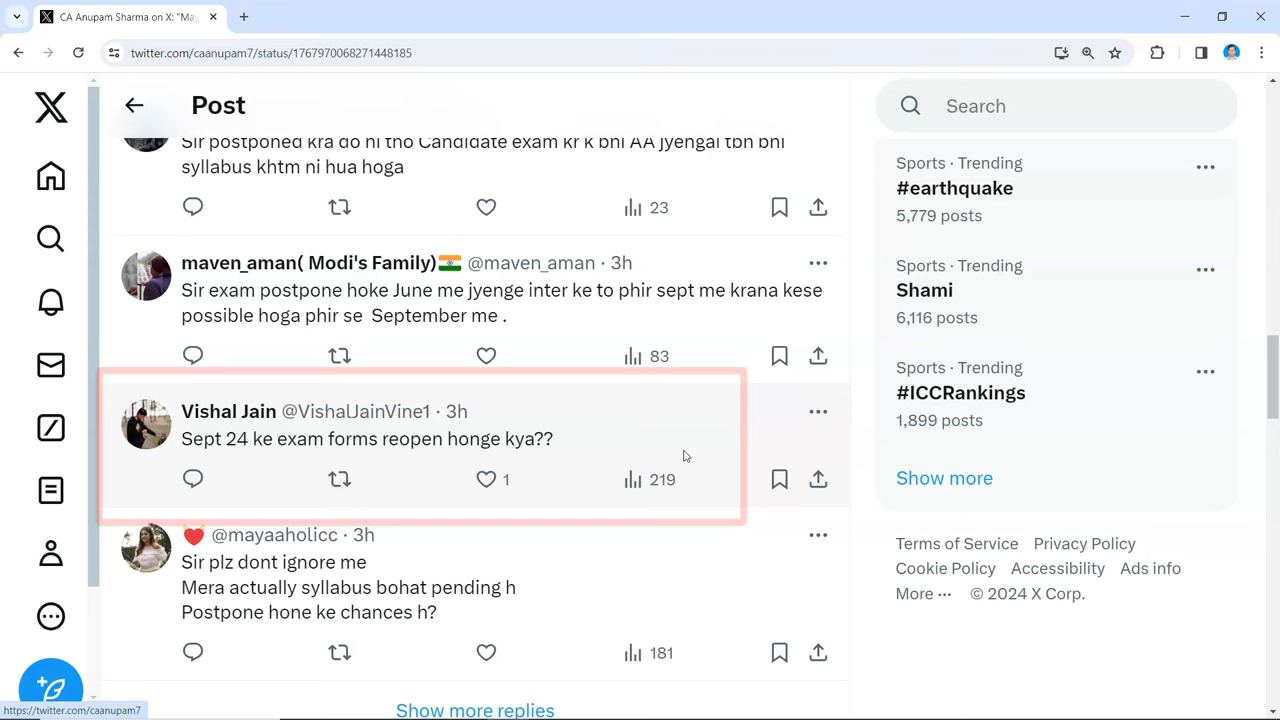 CA Anupam Sharma on X: "May
twitter.com/caanupam7/status/1767970068271448185
Post
Search
Sir postponed kra do ni tho Candidate exam kr k bhi AA jyengai tbh bhi
syllabus khtm ni hua hoga
23
maven_aman( Modi's Family)🇮🇳 @maven_aman · 3h
Sir exam postpone hoke June me jyenge inter ke to phir sept me krana kese
possible hoga phir se September me .
83
Vishal Jain @VishalJainVine1 · 3h
Sept 24 ke exam forms reopen honge kya??
1
219
💓 @mayaaholicc · 3h
Sir plz dont ignore me
Mera actually syllabus bohat pending h
Postpone hone ke chances h?
181
Show more replies
Sports · Trending
#earthquake
5,779 posts
Sports · Trending
Shami
6,116 posts
Sports · Trending
#ICCRankings
1,899 posts
Show more
Terms of Service Privacy Policy
Cookie Policy Accessibility Ads info
More ··· © 2024 X Corp.
https://twitter.com/caanupam7